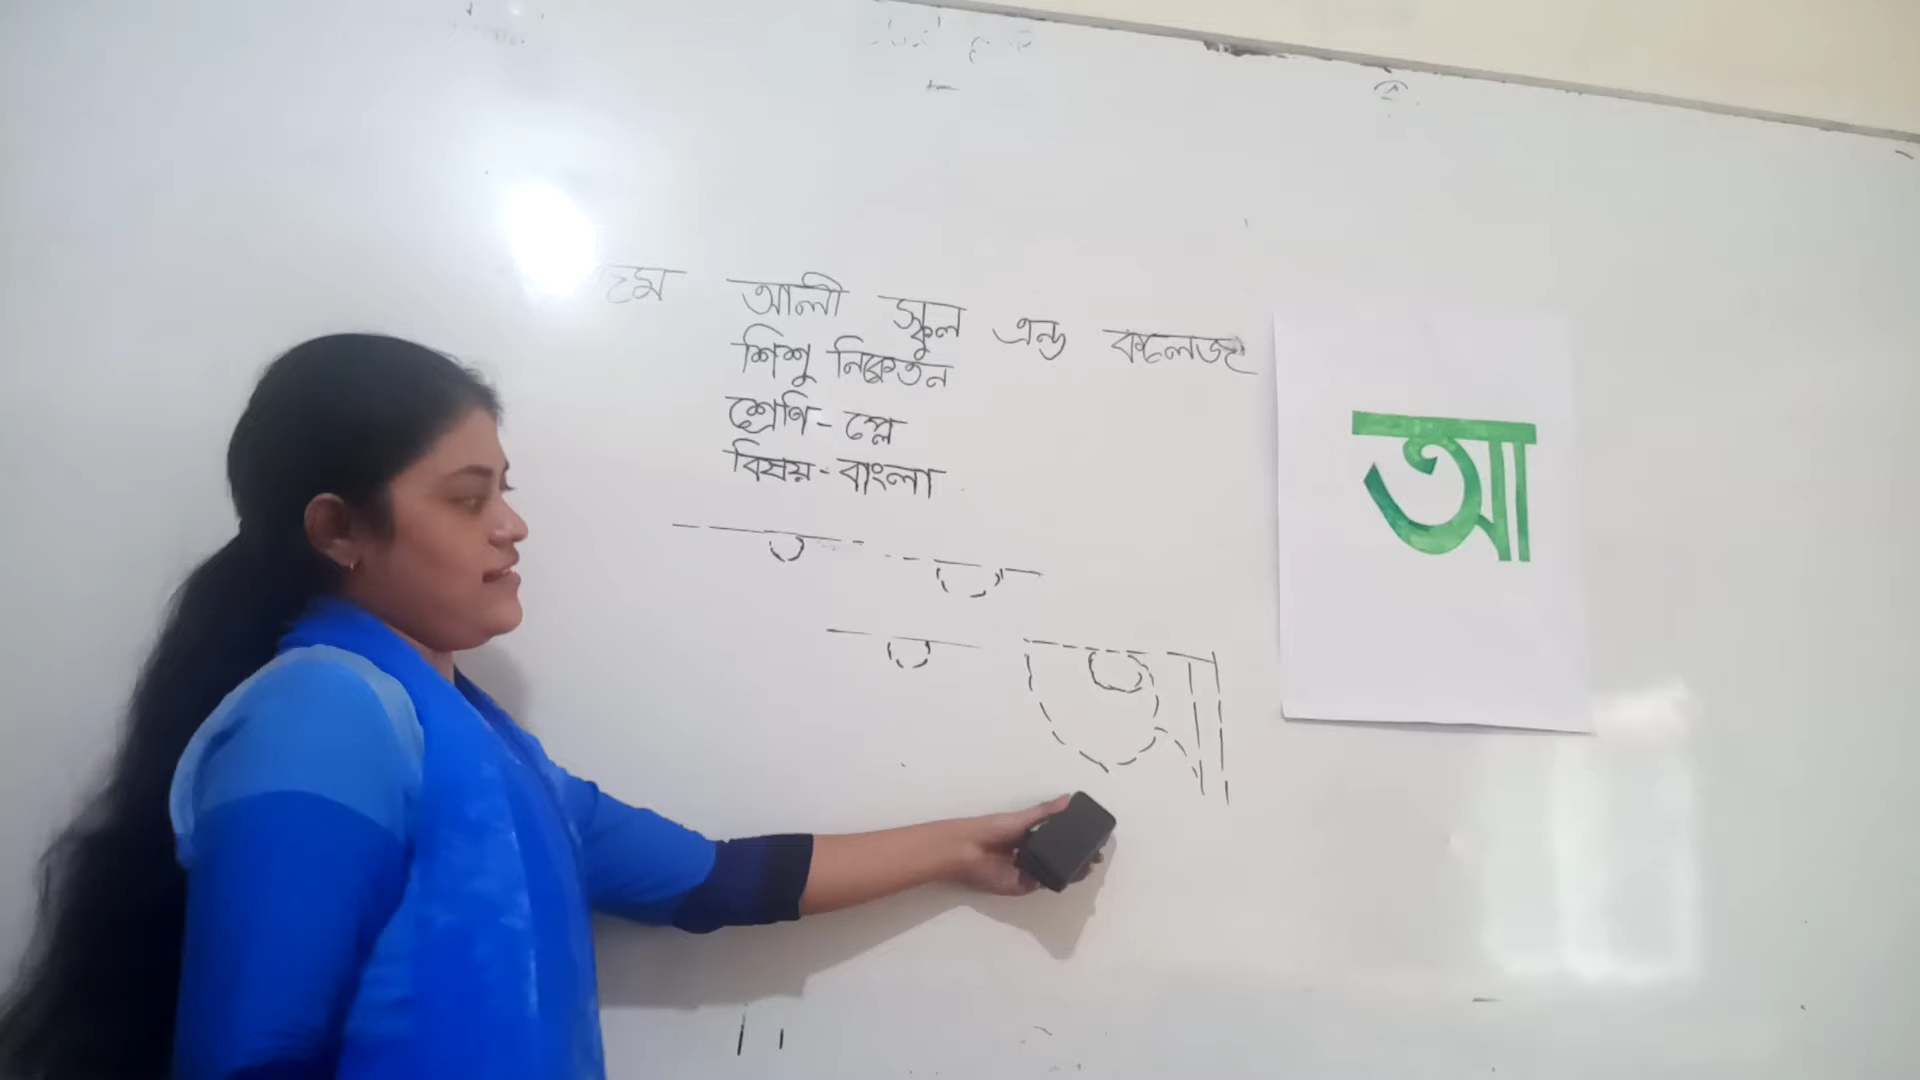 আলী স্কুল এন্ড কলেজ
শিশু নিকেতন
শ্রেণি - প্লে
বিষয় - বাংলা
আ
আ